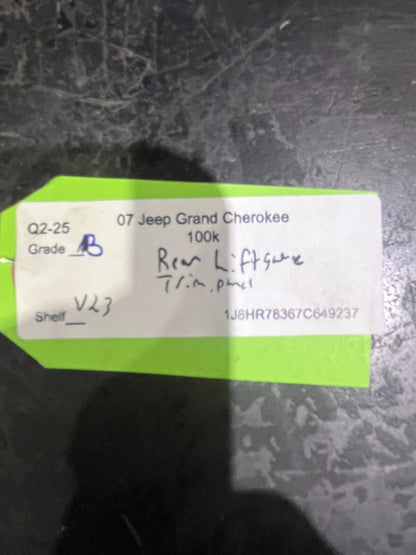 Q2-25
07 Jeep Grand Cherokee
100k
Grade B
Rear Liftgate
Trim panel
Shelf V23
1J8HR78367C649237